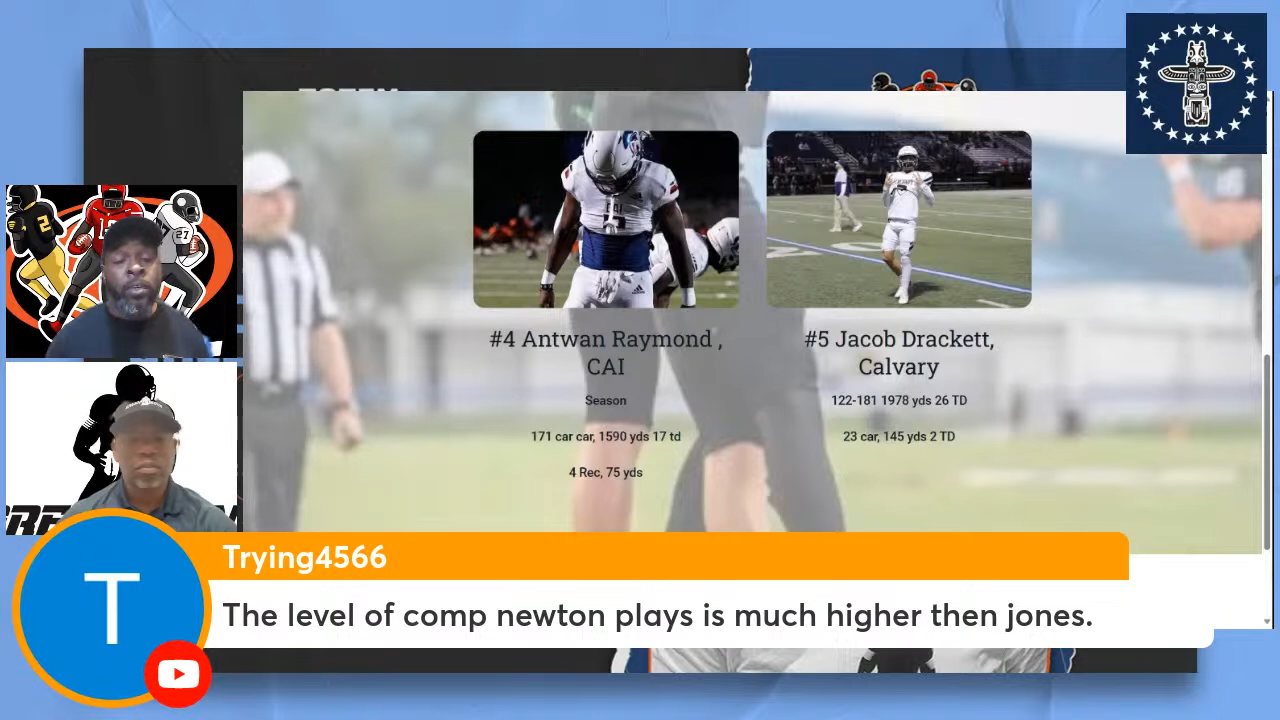 #4 Antwan Raymond ,
CAI
Season
171 car car, 1590 yds 17 td
4 Rec, 75 yds
#5 Jacob Drackett,
Calvary
122-181 1978 yds 26 TD
23 car, 145 yds 2 TD
T
Trying4566
The level of comp newton plays is much higher then jones.